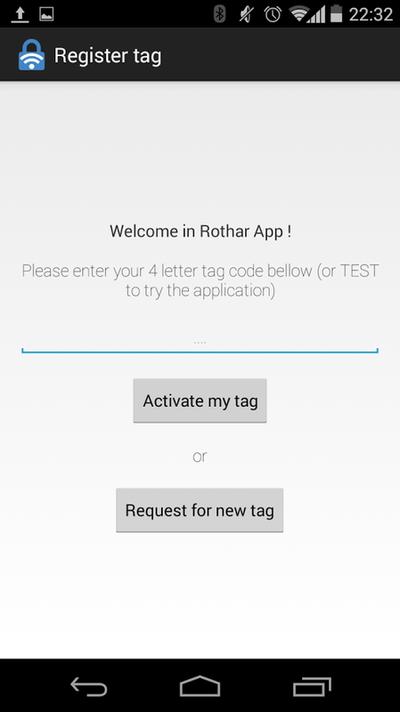 22:32
Register tag
Welcome in Rothar App !
Please enter your 4 letter tag code bellow (or TEST
to try the application)
....
Activate my tag
or
Request for new tag